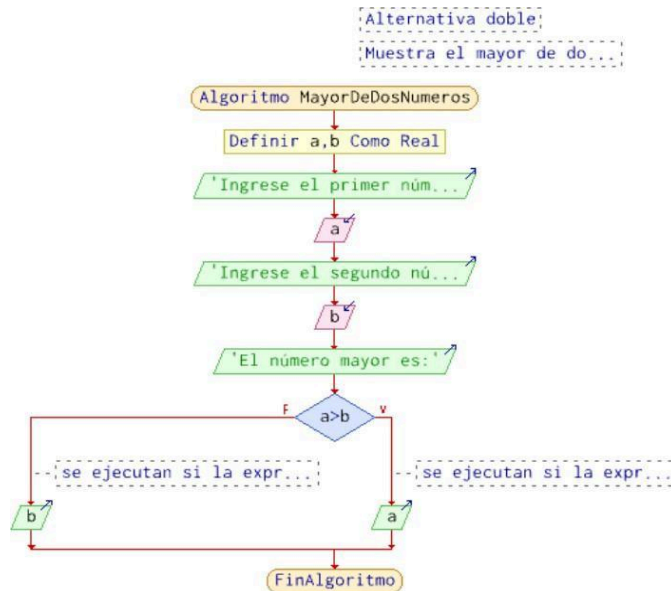 Alternativa doble
Muestra el mayor de do...
Algoritmo MayorDeDosNumeros
Definir a,b Como Real
'Ingrese el primer núm...
a
'Ingrese el segundo nú...
b
'El número mayor es:'
a>b
F
V
se ejecutan si la expr...
se ejecutan si la expr...
b
a
FinAlgoritmo